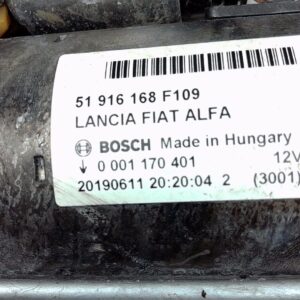 51 916 168 F109
LANCIA FIAT ALFA
BOSCH Made in Hungary
↓ 0 001 170 401 12V
20190611 20:20:04 2 (3001)